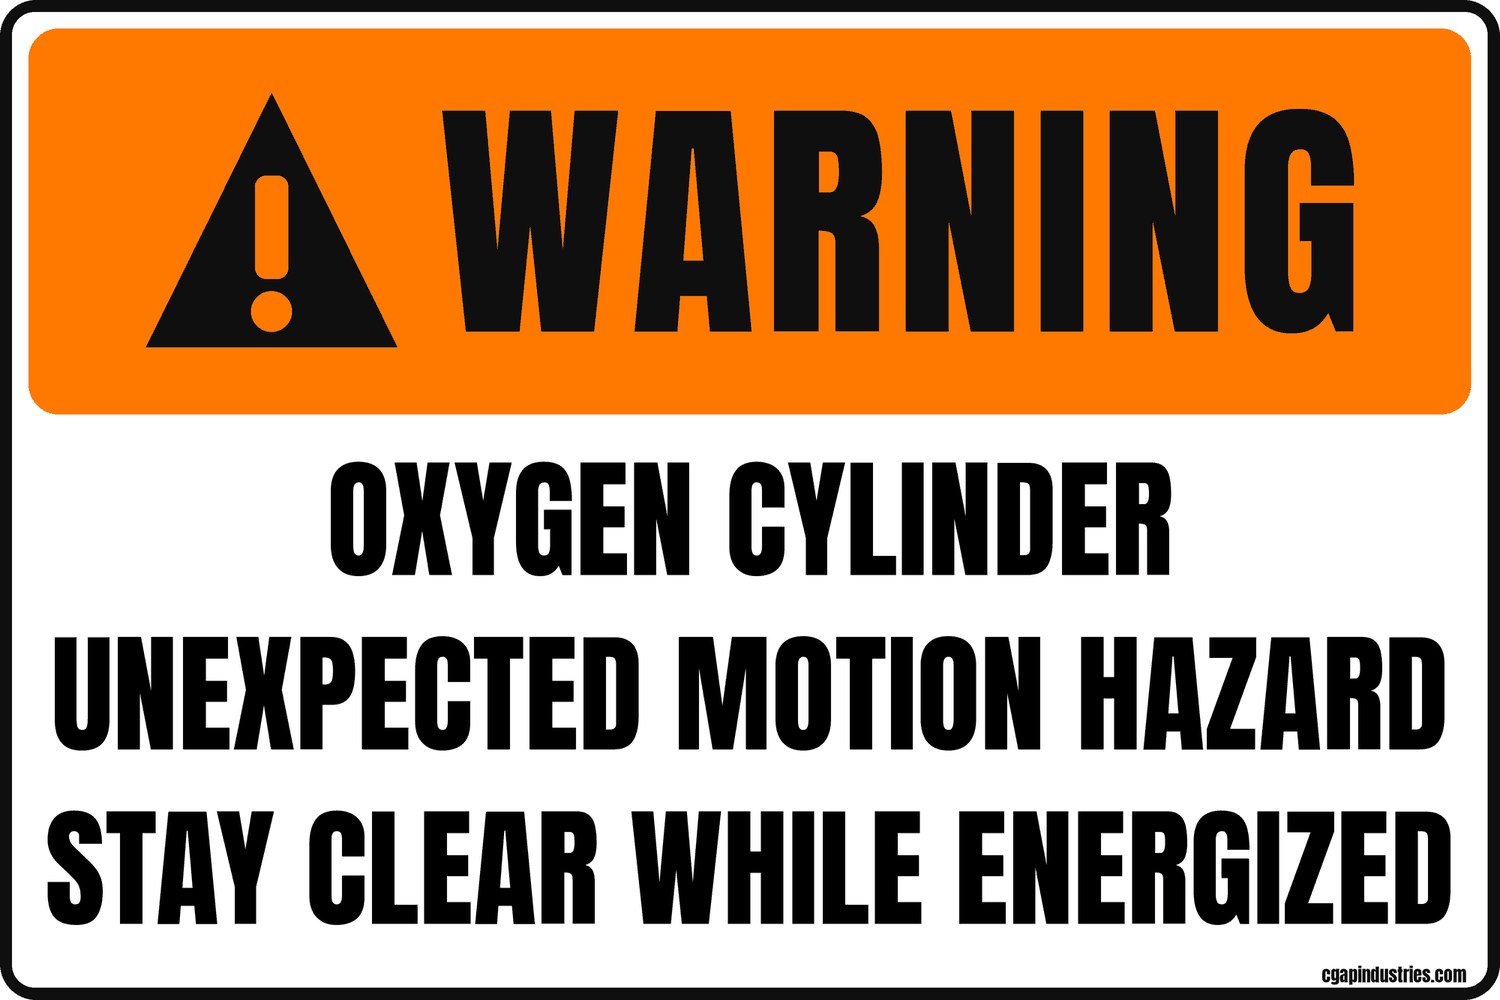 WARNING
OXYGEN CYLINDER
UNEXPECTED MOTION HAZARD
STAY CLEAR WHILE ENERGIZED
cgapindustries.com